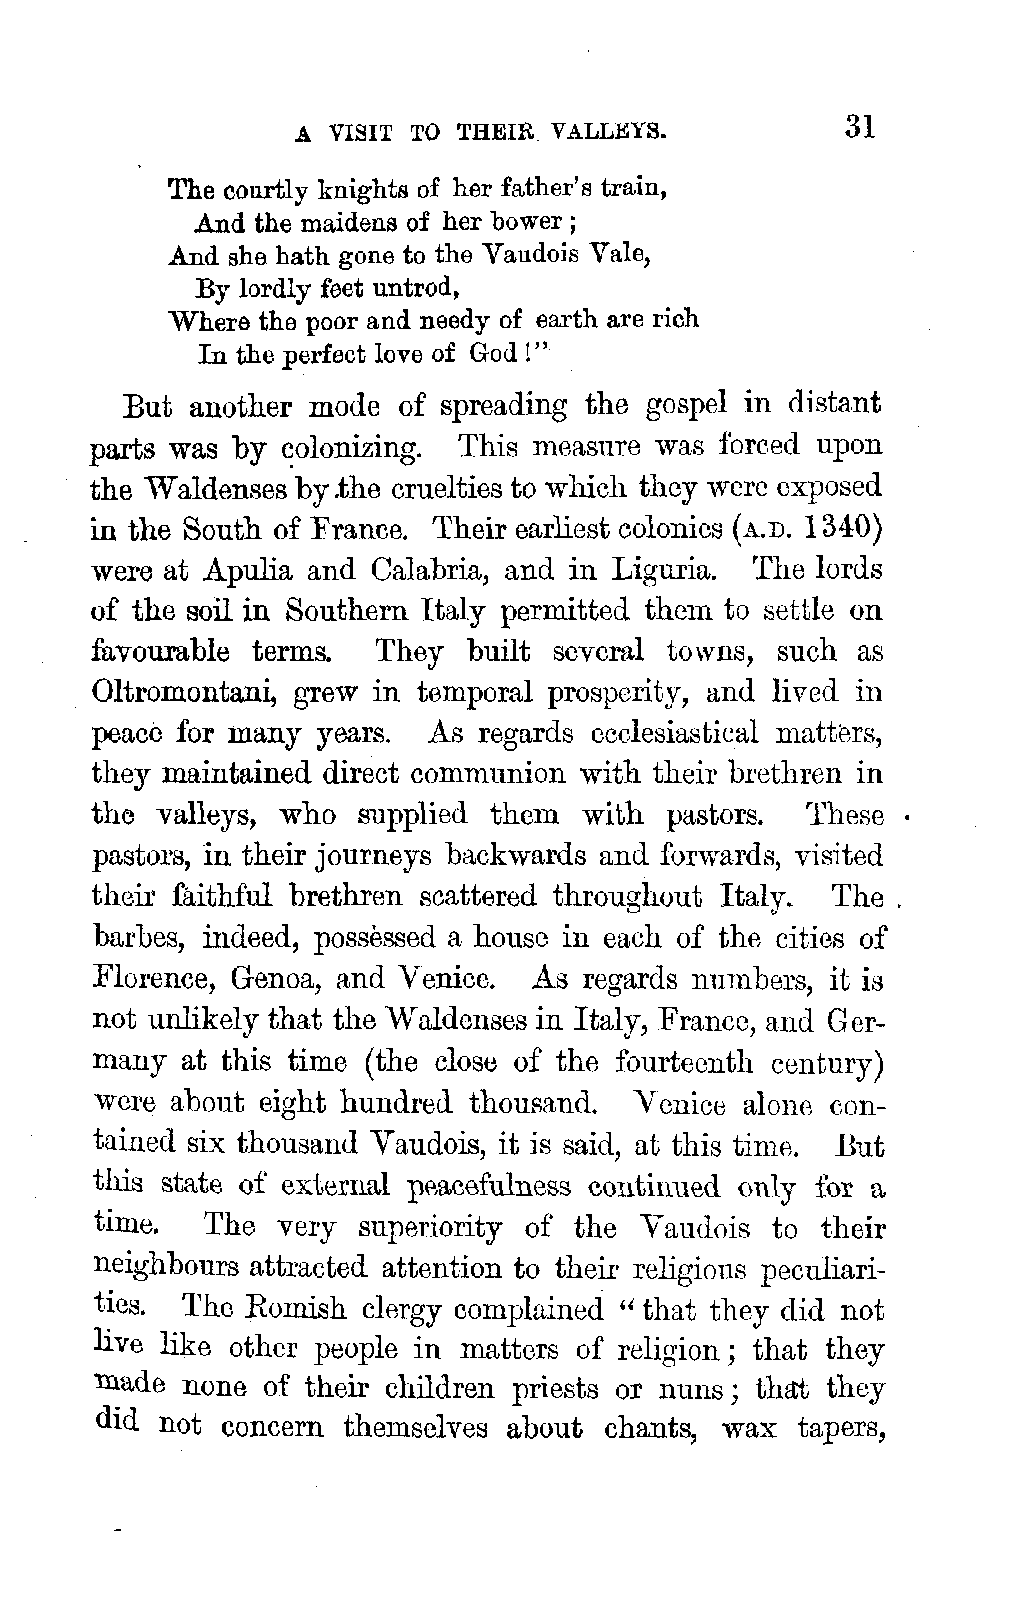 A VISIT TO THEIR VALLEYS. 31
The courtly knights of her father's train,
And the maidens of her bower;
And she hath gone to the Vaudois Vale,
By lordly feet untrod,
Where the poor and needy of earth are rich
In the perfect love of God!"
But another mode of spreading the gospel in distant
parts was by colonizing. This measure was forced upon
the Waldenses by the cruelties to which they were exposed
in the South of France. Their earliest colonies (A.D. 1340)
were at Apulia and Calabria, and in Liguria. The lords
of the soil in Southern Italy permitted them to settle on
favourable terms. They built several towns, such as
Oltromontani, grew in temporal prosperity, and lived in
peace for many years. As regards ecclesiastical matters,
they maintained direct communion with their brethren in
the valleys, who supplied them with pastors. These
pastors, in their journeys backwards and forwards, visited
their faithful brethren scattered throughout Italy. The
barbes, indeed, possessed a house in each of the cities of
Florence, Genoa, and Venice. As regards numbers, it is
not unlikely that the Waldenses in Italy, France, and Ger-
many at this time (the close of the fourteenth century)
were about eight hundred thousand. Venice alone con-
tained six thousand Vaudois, it is said, at this time. But
this state of external peacefulness continued only for a
time. The very superiority of the Vaudois to their
neighbours attracted attention to their religious peculiari-
ties. The Romish clergy complained "that they did not
live like other people in matters of religion; that they
made none of their children priests or nuns; that they
did not concern themselves about chants, wax tapers,